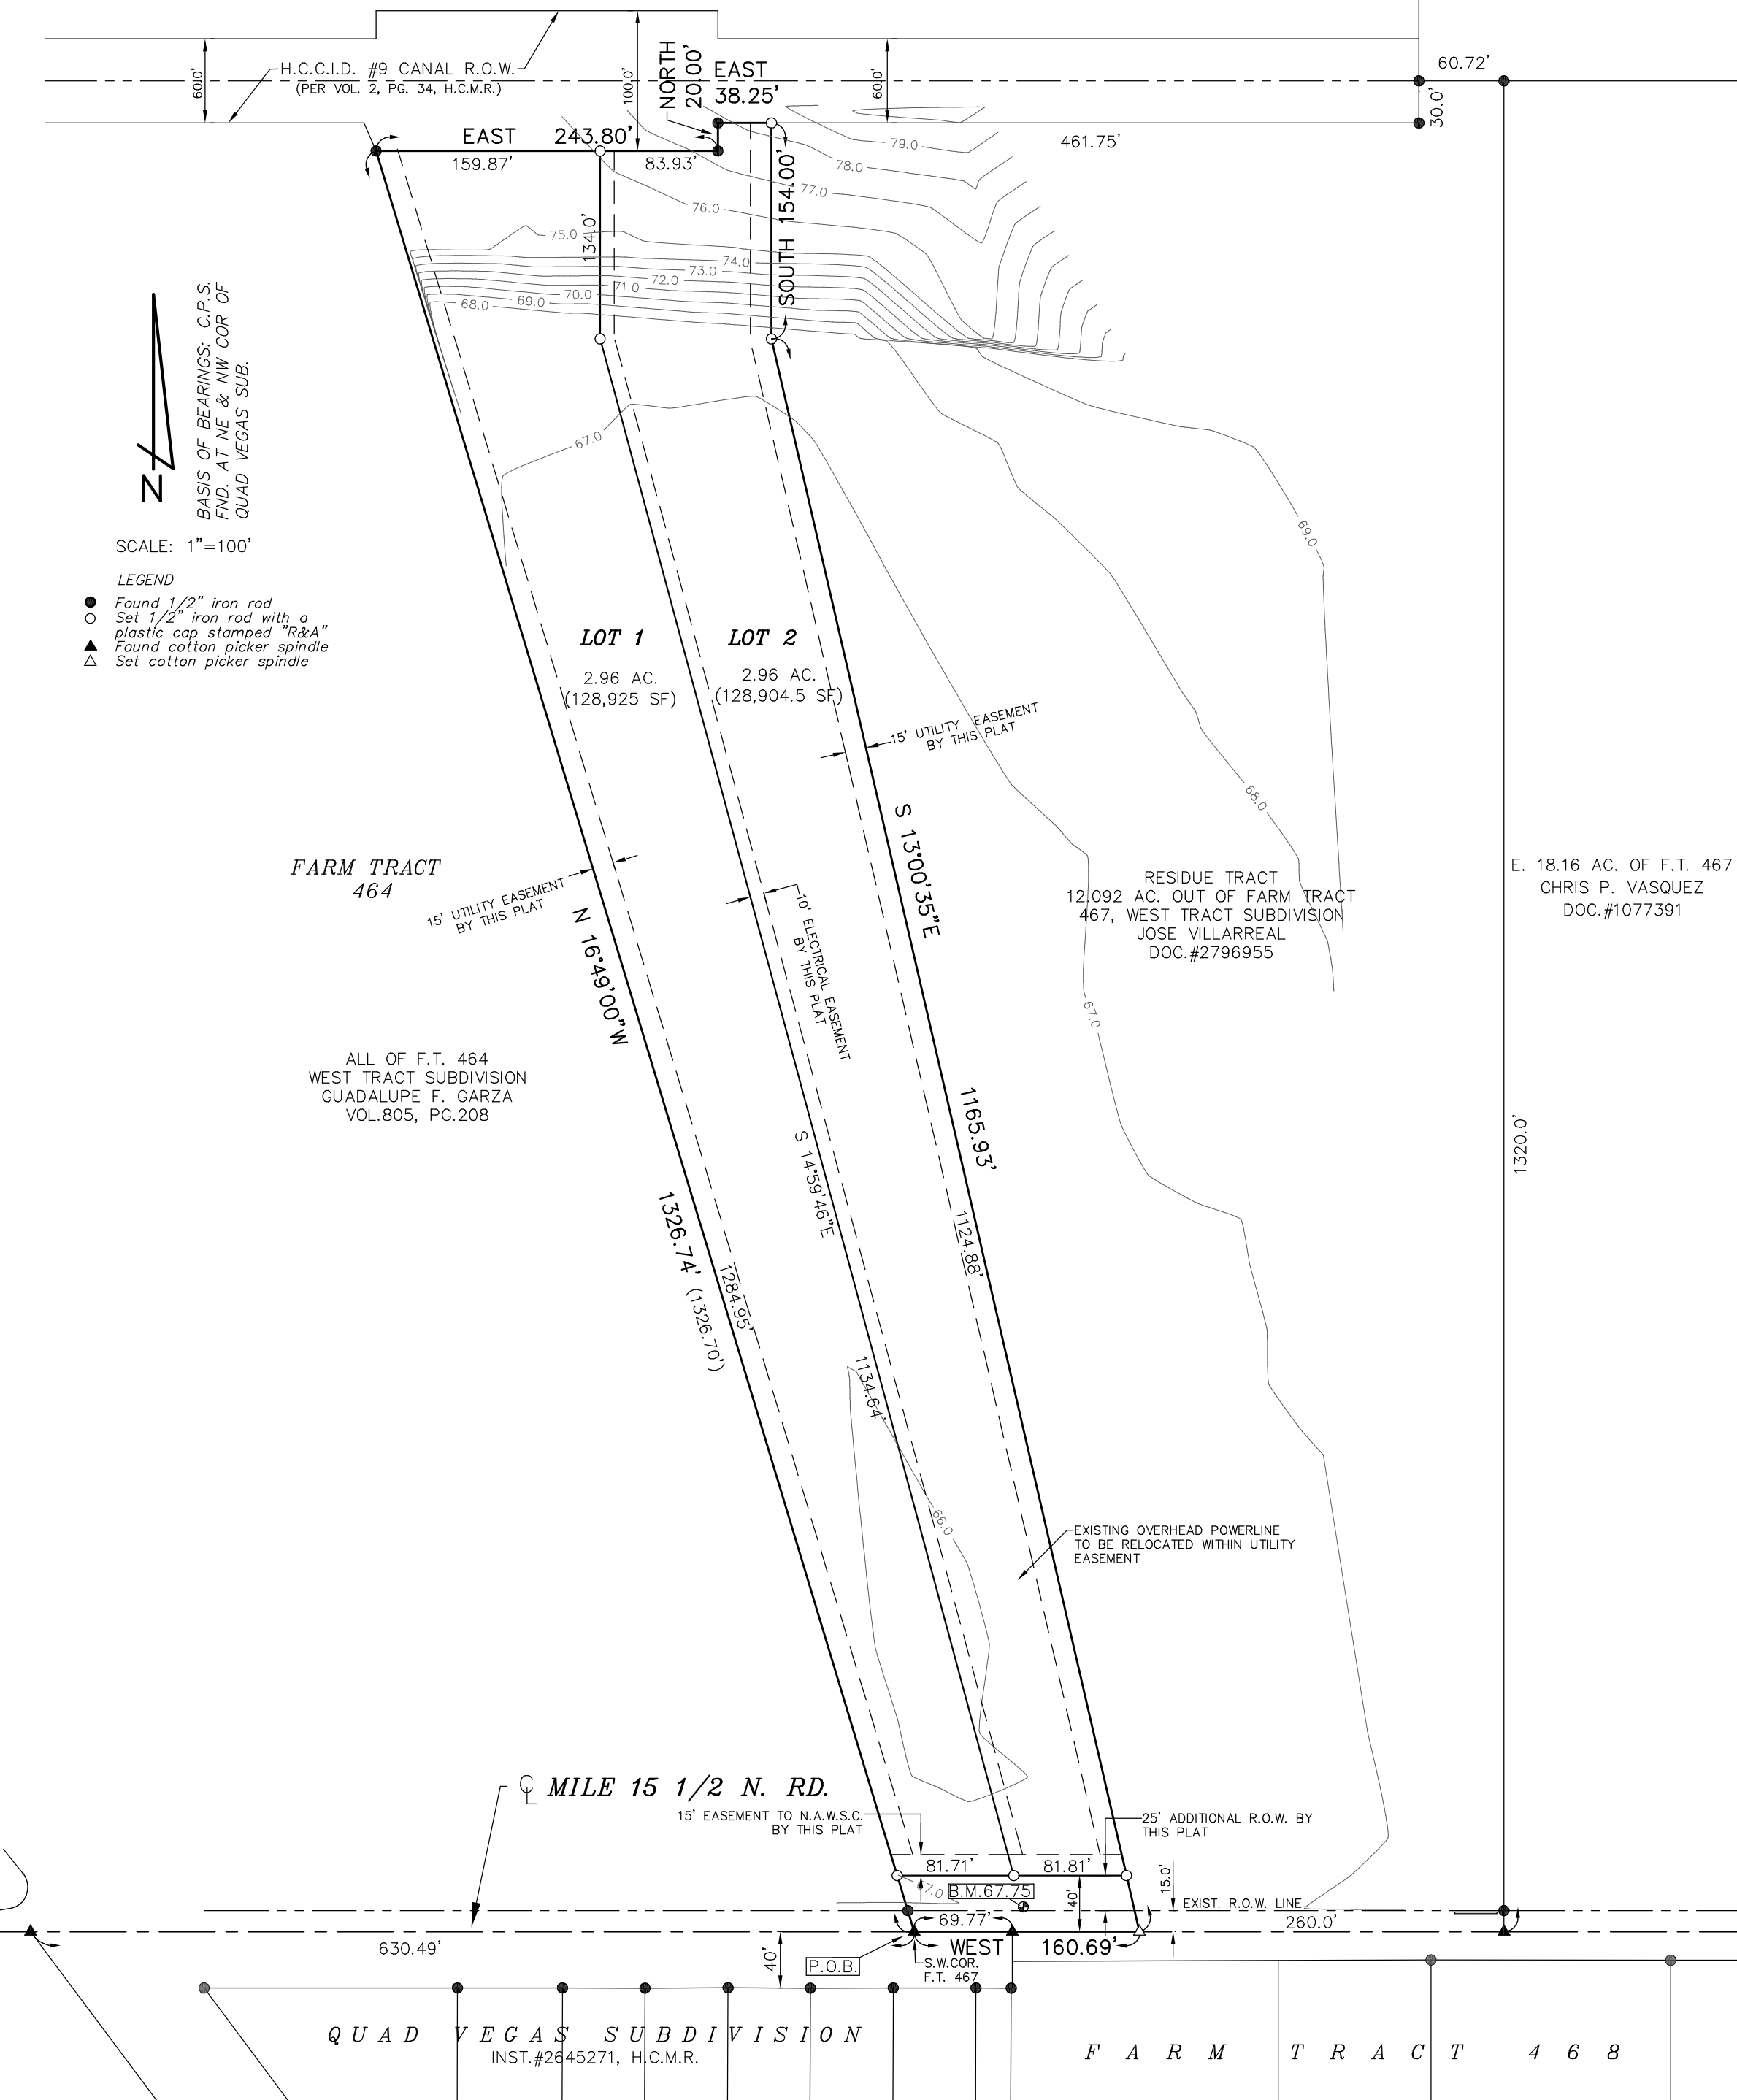 60.72'
H.C.C.I.D. #9 CANAL R.O.W.
(PER VOL. 2, PG. 34, H.C.M.R.)
60.0'
100.0'
NORTH
20.00'
EAST
38.25'
60.0'
30.0'
EAST 243.80'
159.87'
83.93'
461.75'
79.0
78.0
77.0
76.0
75.0
74.0
73.0
72.0
71.0
70.0
69.0
68.0
134.0'
SOUTH 154.00'
BASIS OF BEARINGS: C.P.S.
FND. AT NE & NW COR OF
QUAD VEGAS SUB.
N
SCALE: 1"=100'
LEGEND
Found 1/2" iron rod
Set 1/2" iron rod with a
plastic cap stamped "R&A"
Found cotton picker spindle
Set cotton picker spindle
67.0
69.0
LOT 1
2.96 AC.
(128,925 SF)
LOT 2
2.96 AC.
(128,904.5 SF)
15' UTILITY EASEMENT
BY THIS PLAT
68.0
S 13°00'35"E
1165.93'
1124.88'
FARM TRACT
464
15' UTILITY EASEMENT
BY THIS PLAT
N 16°49'00"W
10' ELECTRICAL EASEMENT
BY THIS PLAT
RESIDUE TRACT
12.092 AC. OUT OF FARM TRACT
467, WEST TRACT SUBDIVISION
JOSE VILLARREAL
DOC.#2796955
E. 18.16 AC. OF F.T. 467
CHRIS P. VASQUEZ
DOC.#1077391
67.0
ALL OF F.T. 464
WEST TRACT SUBDIVISION
GUADALUPE F. GARZA
VOL.805, PG.208
S 14°59'46"E
1134.64'
1320.0'
1326.74' (1326.70')
1284.95'
66.0
EXISTING OVERHEAD POWERLINE
TO BE RELOCATED WITHIN UTILITY
EASEMENT
℄ MILE 15 1/2 N. RD.
15' EASEMENT TO N.A.W.S.C.
BY THIS PLAT
25' ADDITIONAL R.O.W. BY
THIS PLAT
81.71'
81.81'
67.0
B.M.67.75
40'
15.0'
EXIST. R.O.W. LINE
69.77'
260.0'
630.49'
40'
WEST 160.69'
P.O.B.
S.W.COR.
F.T. 467
QUAD VEGAS SUBDIVISION
INST.#2645271, H.C.M.R.
FARM TRACT 468